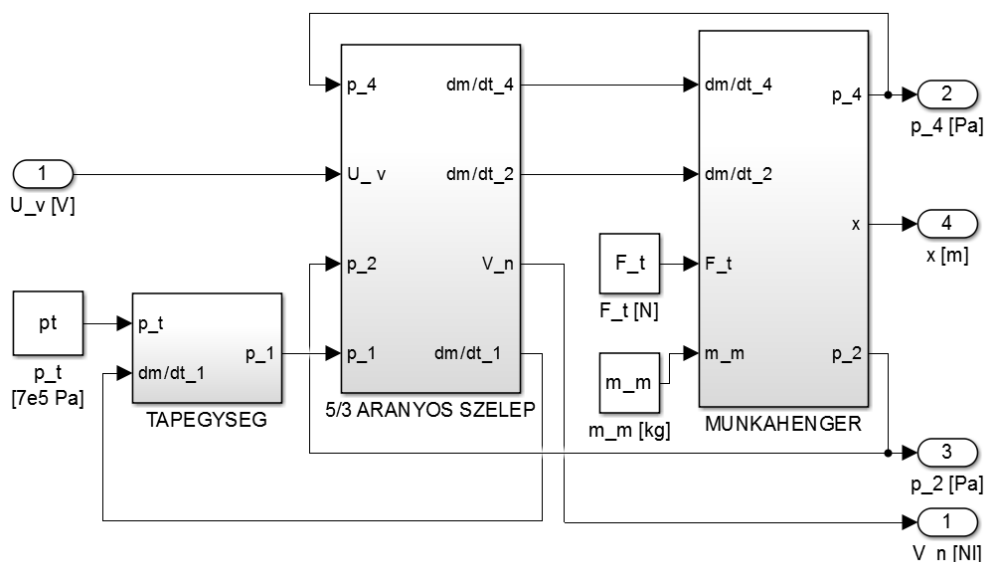 p_4
dm/dt_4
dm/dt_4
p_4
2
p_4 [Pa]
1
U_v [V]
U_ v
dm/dt_2
dm/dt_2
x
4
x [m]
p_2
V_n
F_t
F_t
F_t [N]
pt
p_t
[7e5 Pa]
p_t
dm/dt_1
p_1
TAPEGYSEG
p_1
dm/dt_1
5/3 ARANYOS SZELEP
m_m
m_m [kg]
m_m
p_2
MUNKAHENGER
3
p_2 [Pa]
1
V_n [Nl]